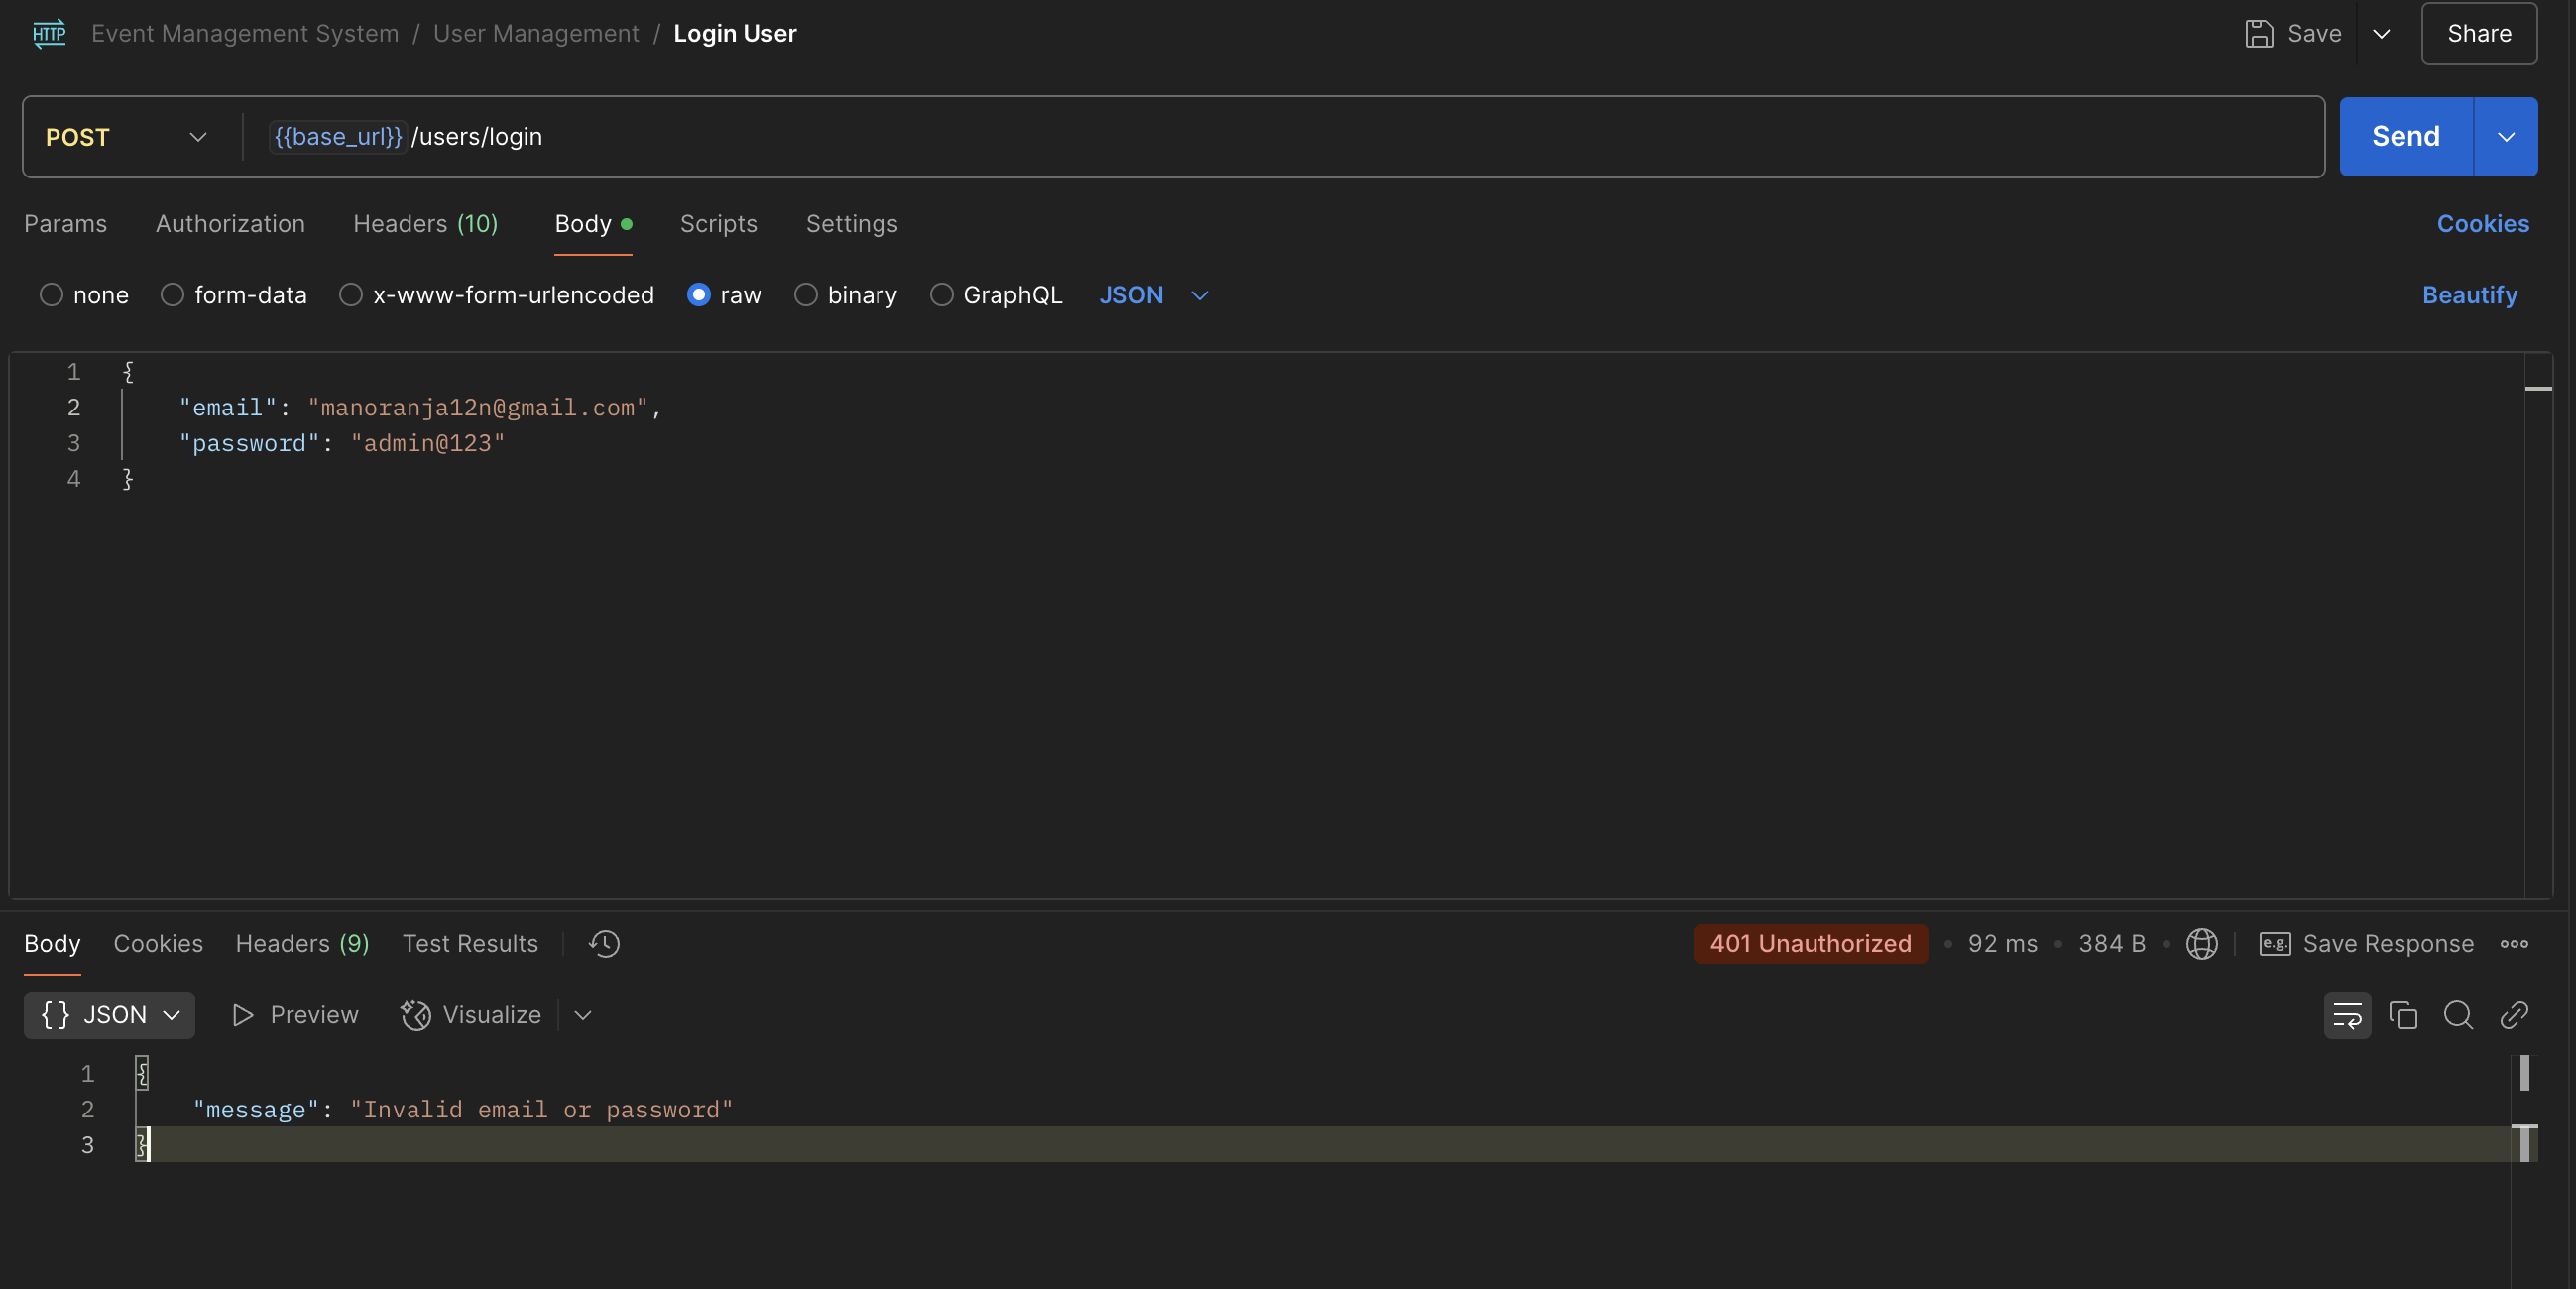 HTTP Event Management System / User Management / Login User Save Share
POST {{base_url}} /users/login Send
Params Authorization Headers (10) Body Scripts Settings Cookies
none form-data x-www-form-urlencoded raw binary GraphQL JSON Beautify
1 {
2 "email": "manoranja12n@gmail.com",
3 "password": "admin@123"
4 }
Body Cookies Headers (9) Test Results 401 Unauthorized • 92 ms • 384 B • e.g. Save Response
{} JSON Preview Visualize
1 {
2 "message": "Invalid email or password"
3 }